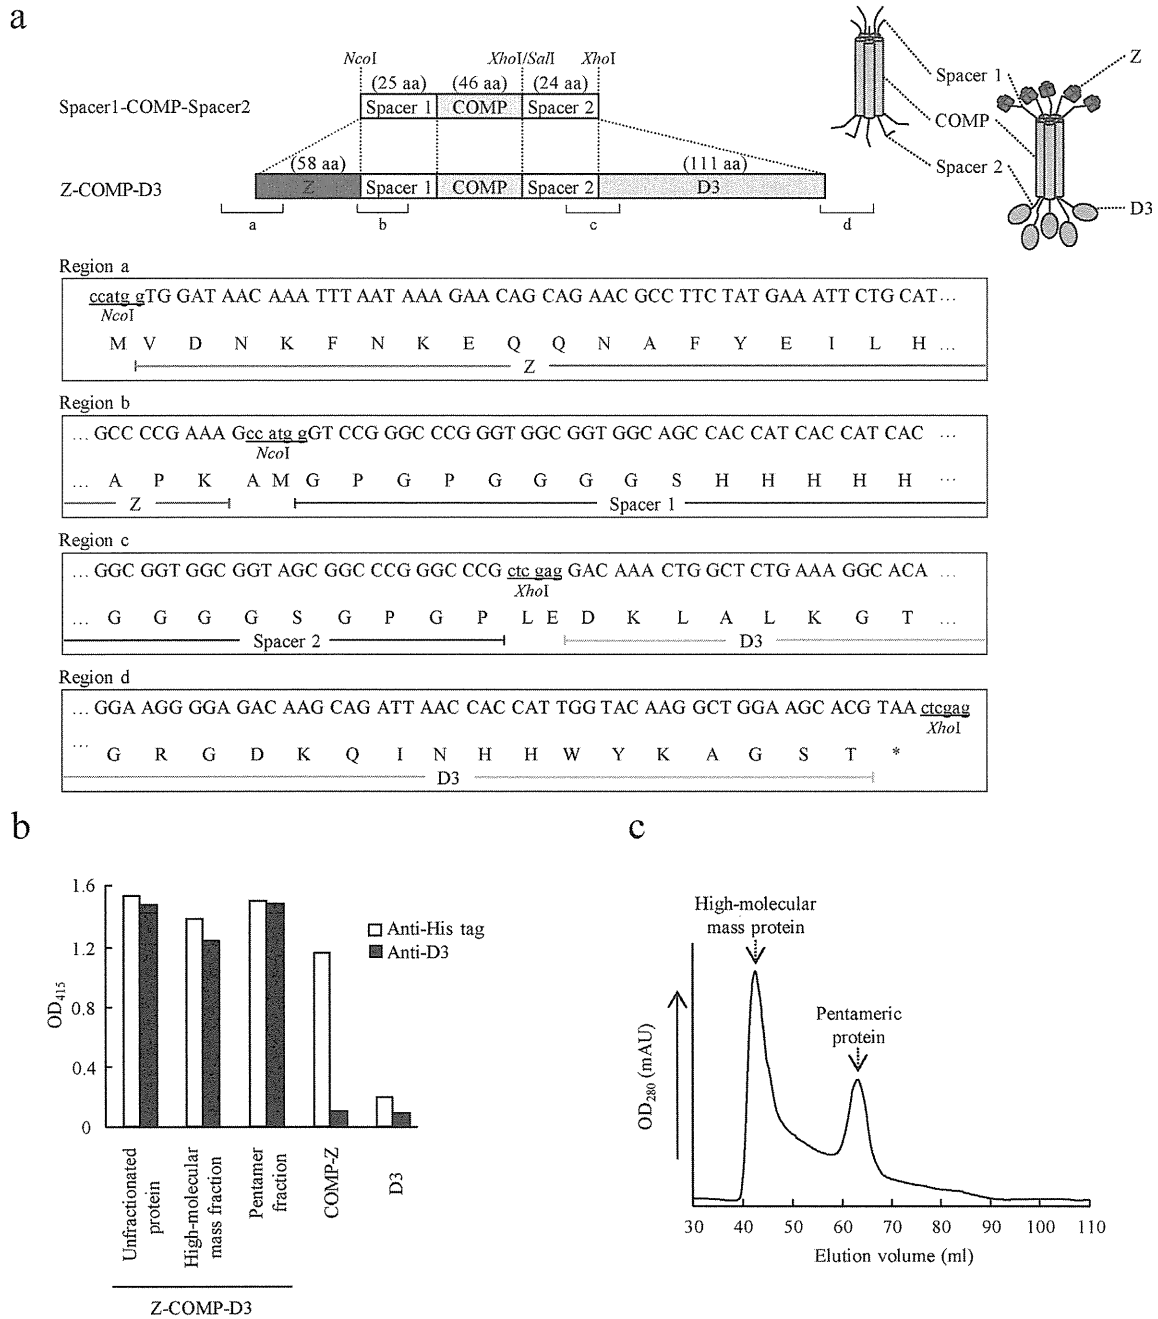 a
NcoI XhoI/SalI XhoI
(25 aa) (46 aa) (24 aa)
Spacer1-COMP-Spacer2 Spacer 1 COMP Spacer 2
(58 aa) (111 aa)
Z-COMP-D3 Z Spacer 1 COMP Spacer 2 D3
a b c d
Spacer 1 Z
COMP
Spacer 2
D3
Region a
ccatg gTG GAT AAC AAA TTT AAT AAA GAA CAG CAG AAC GCC TTC TAT GAA ATT CTG CAT...
NcoI
M V D N K F N K E Q Q N A F Y E I L H ...
Z
Region b
... GCC CCG AAA Gcc atg gGT CCG GGC CCG GGT GGC GGT GGC AGC CAC CAT CAC CAT CAC ...
NcoI
... A P K A M G P G P G G G G S H H H H H ...
Z Spacer 1
Region c
... GGC GGT GGC GGT AGC GGC CCG GGC CCG ctc gag GAC AAA CTG GCT CTG AAA GGC ACA ...
XhoI
... G G G G S G P G P L E D K L A L K G T ...
Spacer 2 D3
Region d
... GGA AGG GGA GAC AAG CAG ATT AAC CAC CAT TGG TAC AAG GCT GGA AGC ACG TAA ctcgag
XhoI
... G R G D K Q I N H H W Y K A G S T *
D3
b
OD415
1.6
1.2
0.8
0.4
0
Anti-His tag
Anti-D3
Unfractionated protein
High-molecular mass fraction
Pentamer fraction
COMP-Z
D3
Z-COMP-D3
c
High-molecular
mass protein
Pentameric
protein
OD280 (mAU)
30 40 50 60 70 80 90 100 110
Elution volume (ml)